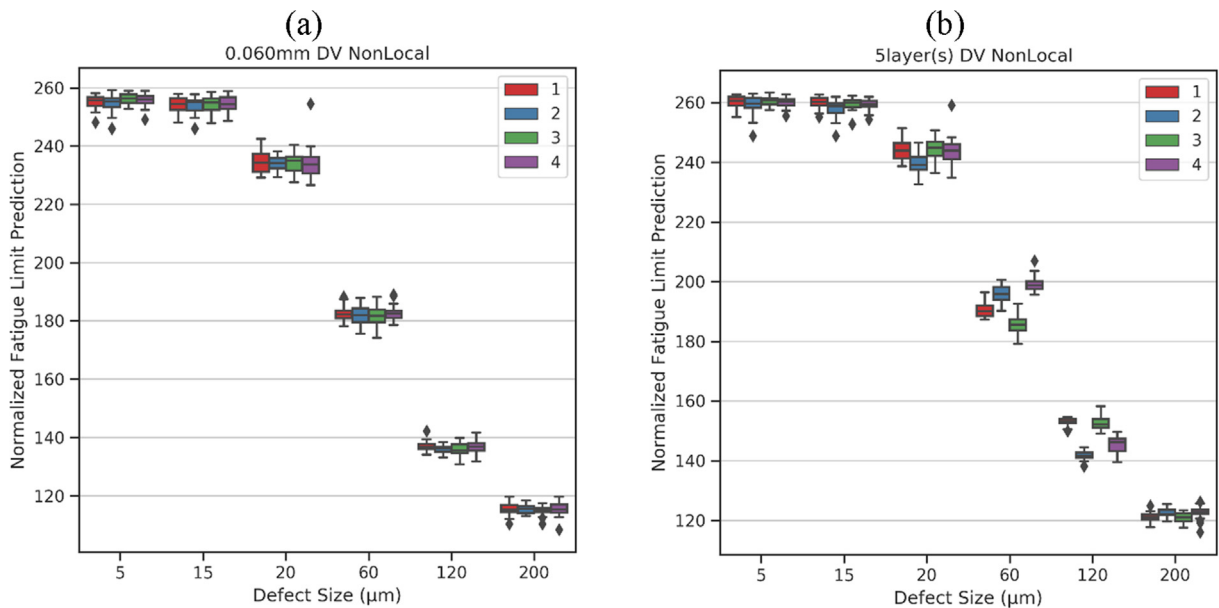 (a)
0.060mm DV NonLocal
Normalized Fatigue Limit Prediction
260
240
220
200
180
160
140
120
1
2
3
4
5 15 20 60 120 200
Defect Size (μm)
(b)
5layer(s) DV NonLocal
Normalized Fatigue Limit Prediction
260
240
220
200
180
160
140
120
1
2
3
4
5 15 20 60 120 200
Defect Size (μm)